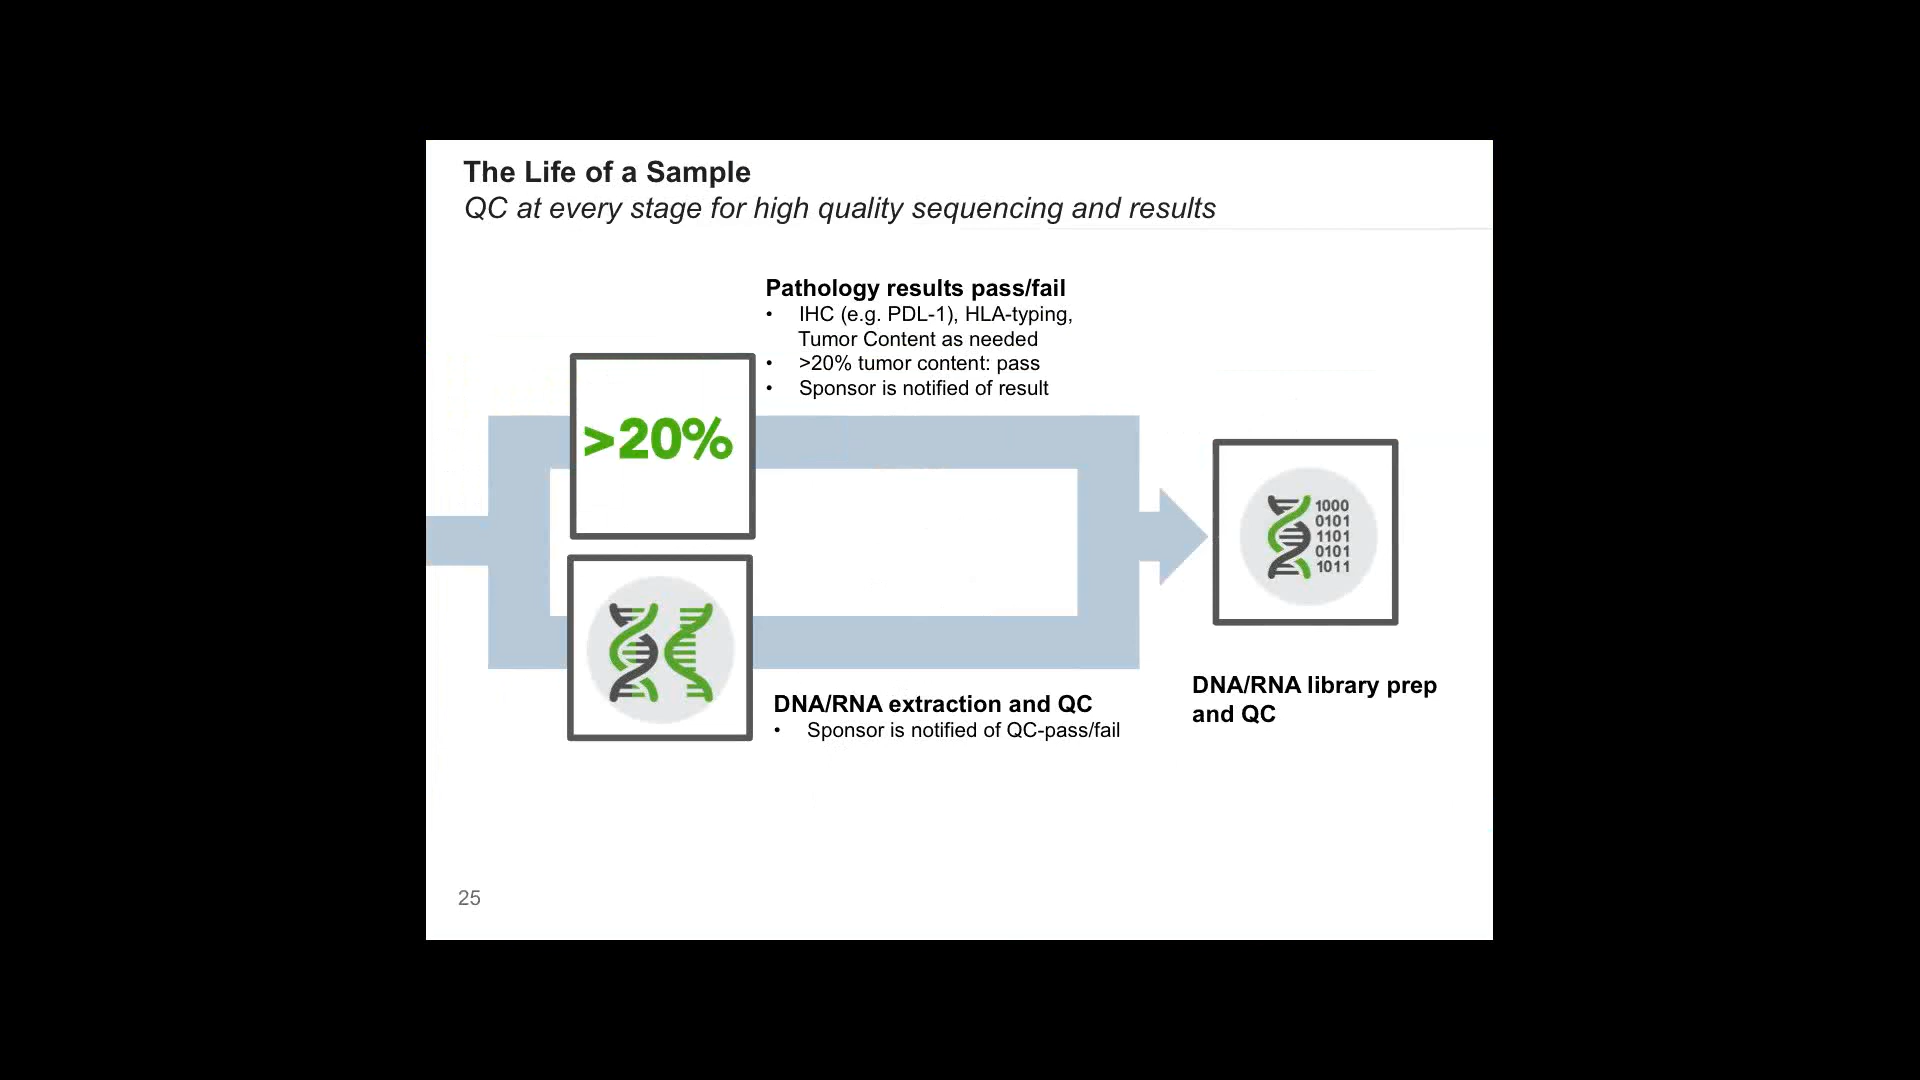 The Life of a Sample
QC at every stage for high quality sequencing and results
Pathology results pass/fail
• IHC (e.g. PDL-1), HLA-typing,
Tumor Content as needed
• >20% tumor content: pass
• Sponsor is notified of result
>20%
1000
0101
1101
0101
1011
DNA/RNA extraction and QC
• Sponsor is notified of QC-pass/fail
DNA/RNA library prep
and QC
25